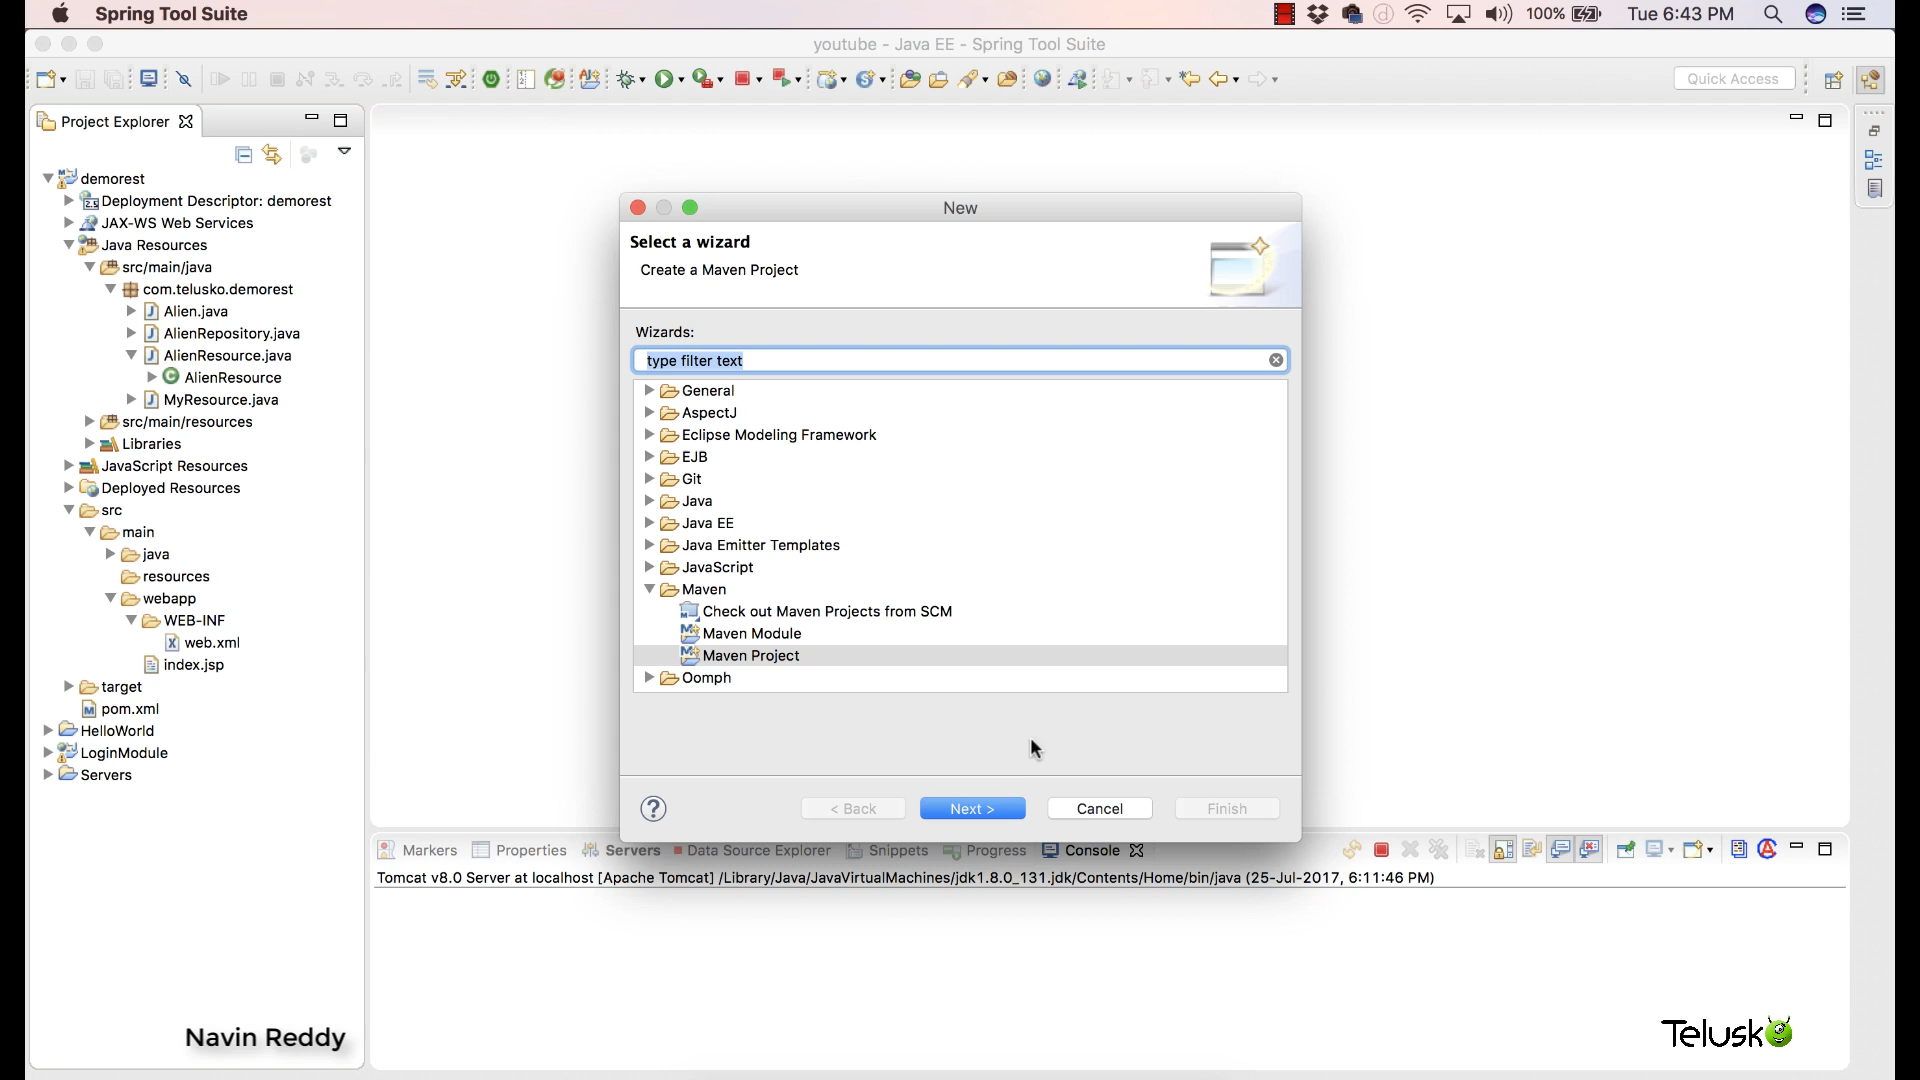 Spring Tool Suite
100%
Tue 6:43 PM
youtube - Java EE - Spring Tool Suite
Quick Access
Project Explorer
demorest
Deployment Descriptor: demorest
JAX-WS Web Services
Java Resources
src/main/java
com.telusko.demorest
Alien.java
AlienRepository.java
AlienResource.java
AlienResource
MyResource.java
src/main/resources
Libraries
JavaScript Resources
Deployed Resources
src
main
java
resources
webapp
WEB-INF
web.xml
index.jsp
target
pom.xml
HelloWorld
LoginModule
Servers
New
Select a wizard
Create a Maven Project
Wizards:
type filter text
General
AspectJ
Eclipse Modeling Framework
EJB
Git
Java
Java EE
Java Emitter Templates
JavaScript
Maven
Check out Maven Projects from SCM
Maven Module
Maven Project
Oomph
< Back
Next >
Cancel
Finish
Markers
Properties
Servers
Data Source Explorer
Snippets
Progress
Console
Tomcat v8.0 Server at localhost [Apache Tomcat] /Library/Java/JavaVirtualMachines/jdk1.8.0_131.jdk/Contents/Home/bin/java (25-Jul-2017, 6:11:46 PM)
Navin Reddy
Telusko